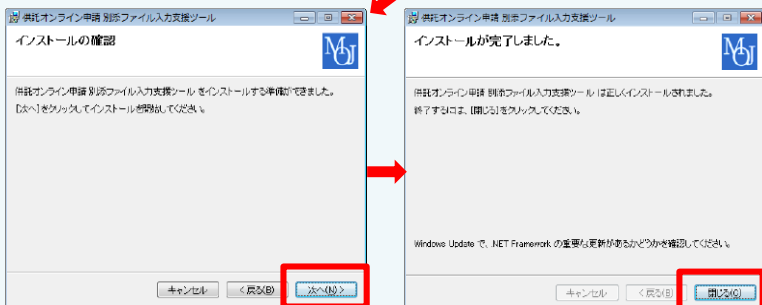 供託オンライン申請 別添ファイル入力支援ツール
インストールの確認
MOJ
供託オンライン申請 別添ファイル入力支援ツール をインストールする準備ができました。
[次へ]をクリックしてインストールを開始してください。
キャンセル
< 戻る(B)
次へ(N) >
供託オンライン申請 別添ファイル入力支援ツール
インストールが完了しました。
MOJ
供託オンライン申請 別添ファイル入力支援ツール は正しくインストールされました。
終了するには、[閉じる]をクリックしてください。
Windows Update で、.NET Framework の重要な更新があるかどうかを確認してください。
キャンセル
< 戻る(B)
閉じる(C)